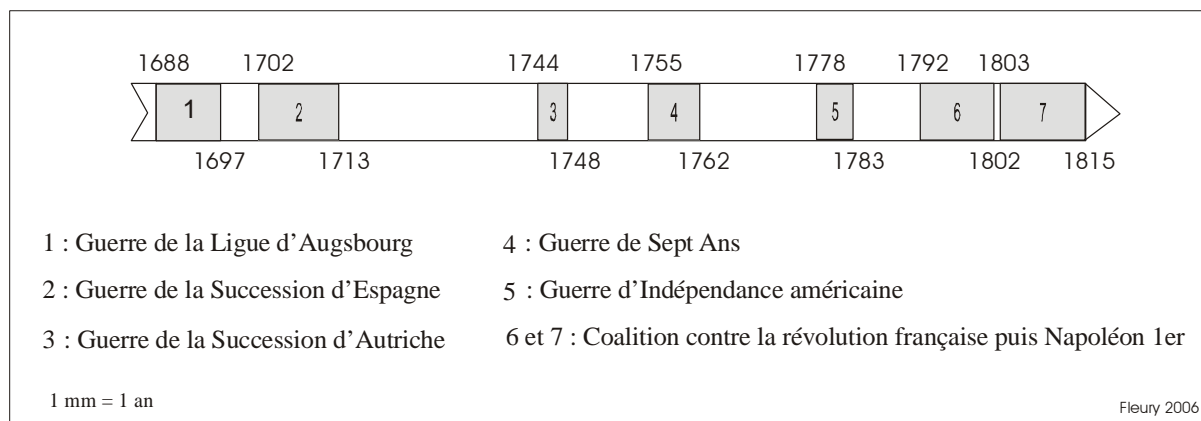 1688 1702 1744 1755 1778 1792 1803
1 2 3 4 5 6 7
1697 1713 1748 1762 1783 1802 1815
1 : Guerre de la Ligue d’Augsbourg
2 : Guerre de la Succession d’Espagne
3 : Guerre de la Succession d’Autriche
4 : Guerre de Sept Ans
5 : Guerre d’Indépendance américaine
6 et 7 : Coalition contre la révolution française puis Napoléon 1er
1 mm = 1 an
Fleury 2006